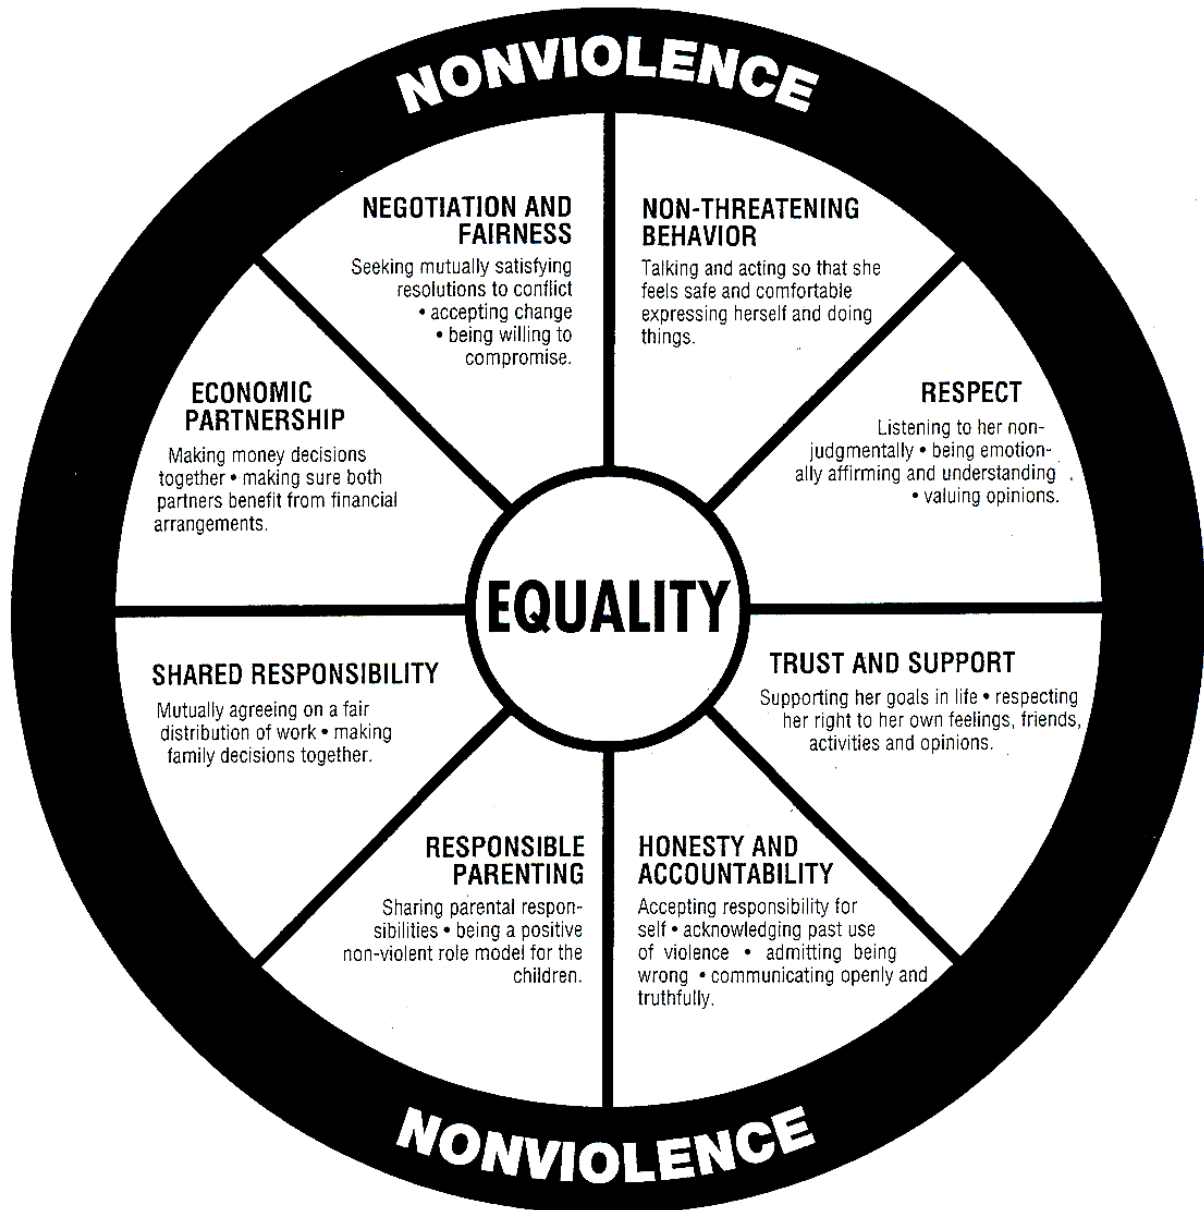 NONVIOLENCE
NEGOTIATION AND
FAIRNESS
Seeking mutually satisfying
resolutions to conflict
• accepting change
• being willing to
compromise.
NON-THREATENING
BEHAVIOR
Talking and acting so that she
feels safe and comfortable
expressing herself and doing
things.
RESPECT
Listening to her non-
judgmentally • being emotion-
ally affirming and understanding
• valuing opinions.
TRUST AND SUPPORT
Supporting her goals in life • respecting
her right to her own feelings, friends,
activities and opinions.
HONESTY AND
ACCOUNTABILITY
Accepting responsibility for
self • acknowledging past use
of violence • admitting being
wrong • communicating openly and
truthfully.
RESPONSIBLE
PARENTING
Sharing parental respon-
sibilities • being a positive
non-violent role model for the
children.
SHARED RESPONSIBILITY
Mutually agreeing on a fair
distribution of work • making
family decisions together.
ECONOMIC
PARTNERSHIP
Making money decisions
together • making sure both
partners benefit from financial
arrangements.
EQUALITY
NONVIOLENCE